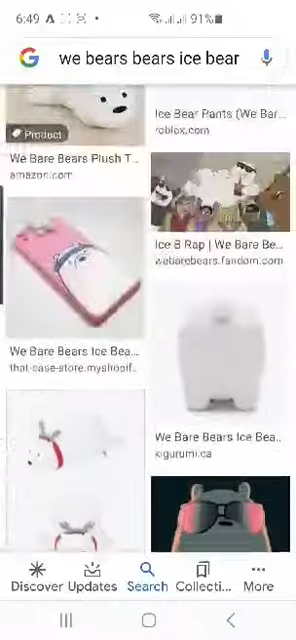 6:49
91%
we bears bears ice bear
Product
We Bare Bears Plush T...
amazon.com
Ice Bear Pants (We Bar...
roblox.com
Ice B Rap | We Bare Be...
webarebears.fandom.com
We Bare Bears Ice Bea...
that-case-store.myshopif...
We Bare Bears Ice Bea...
kigurumi.ca
Discover Updates Search Collecti... More